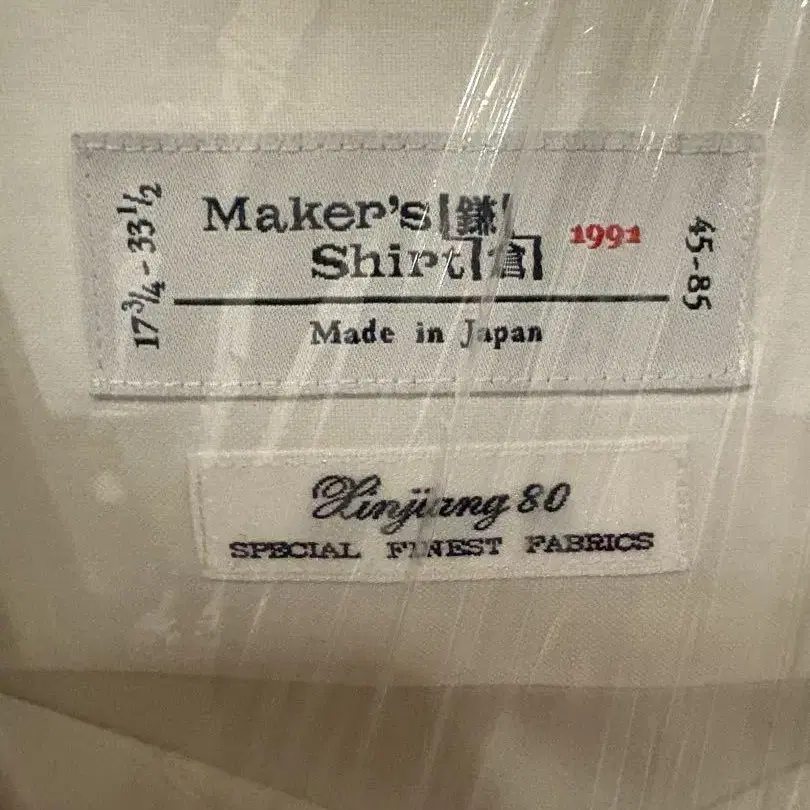 17¾-33½
Maker's 鎌
Shirt 倉
1991
Made in Japan
45-85
Xinjiang 80
SPECIAL FINEST FABRICS